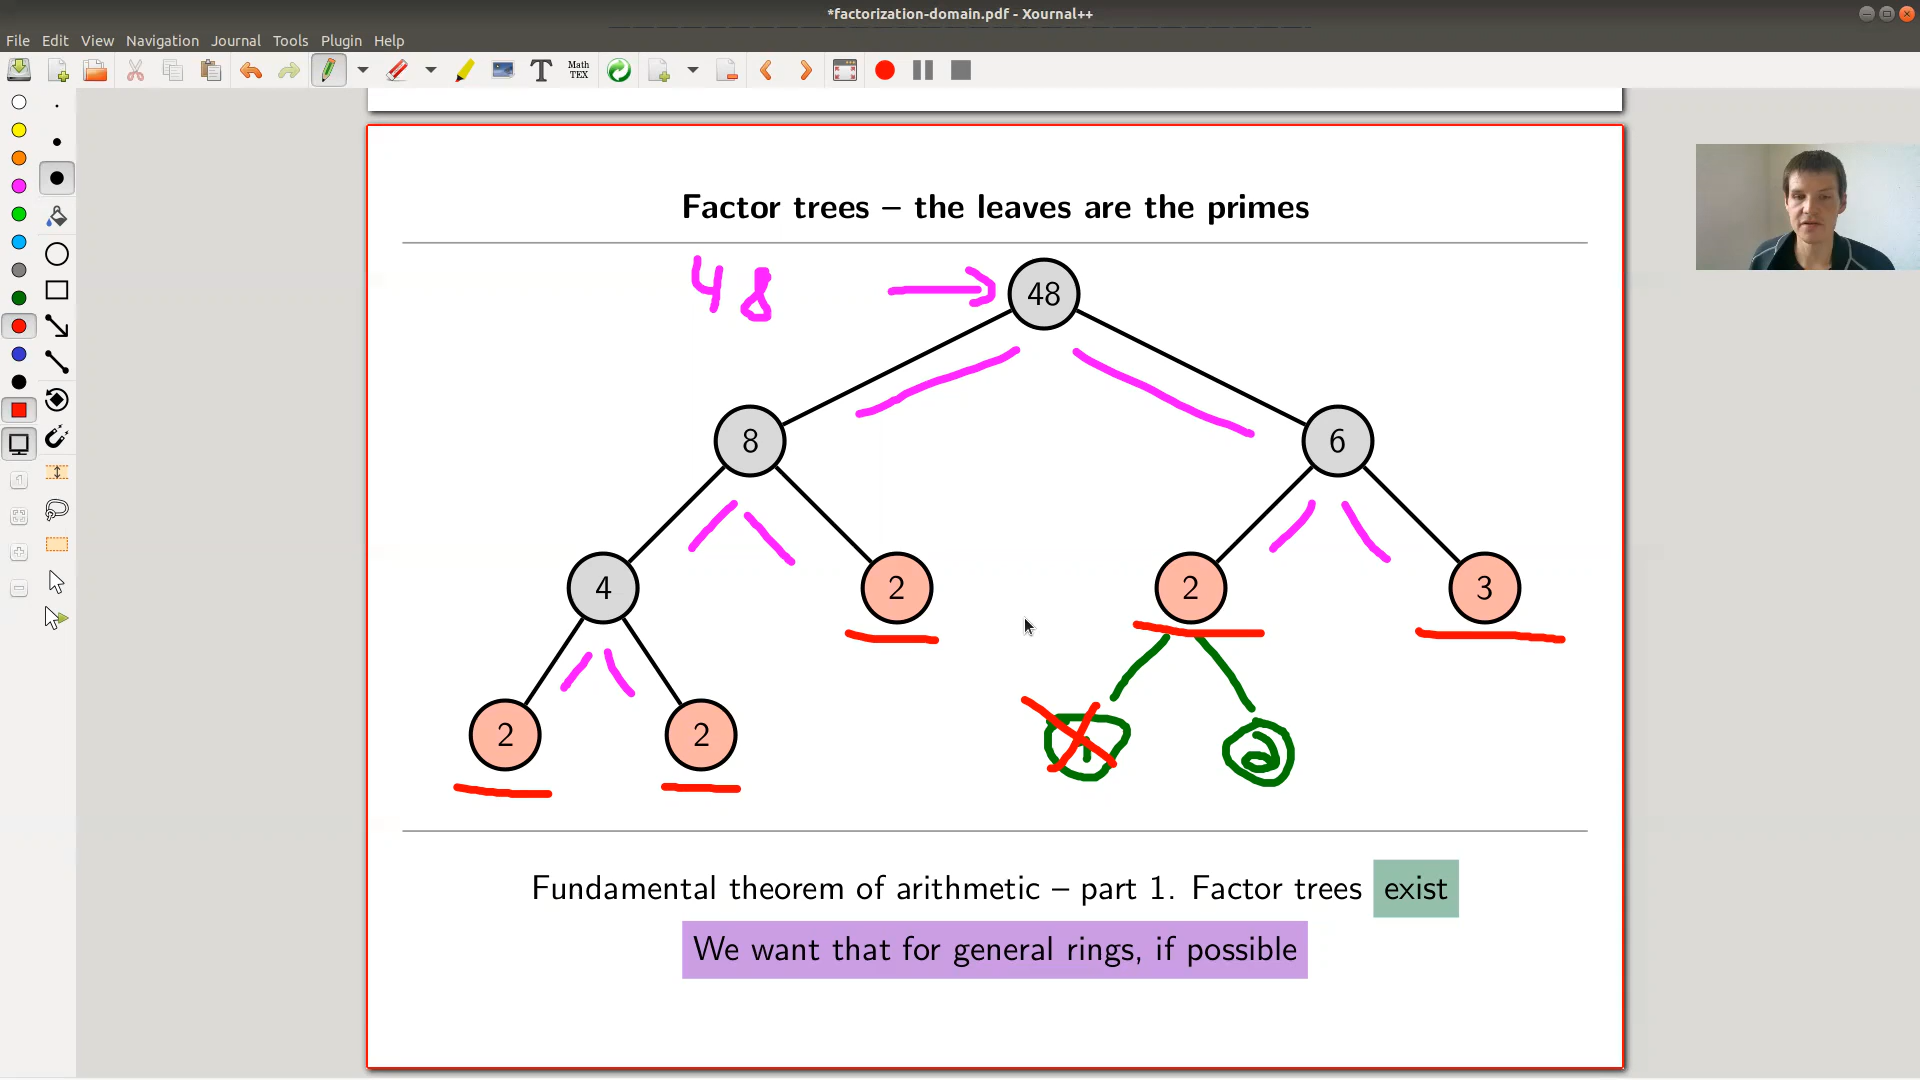 *factorization-domain.pdf - Xournal++
File Edit View Navigation Journal Tools Plugin Help
T Math TEX
Factor trees – the leaves are the primes
48 48
8 6
4 2 2 3
2 2 1 2
Fundamental theorem of arithmetic – part 1. Factor trees exist
We want that for general rings, if possible